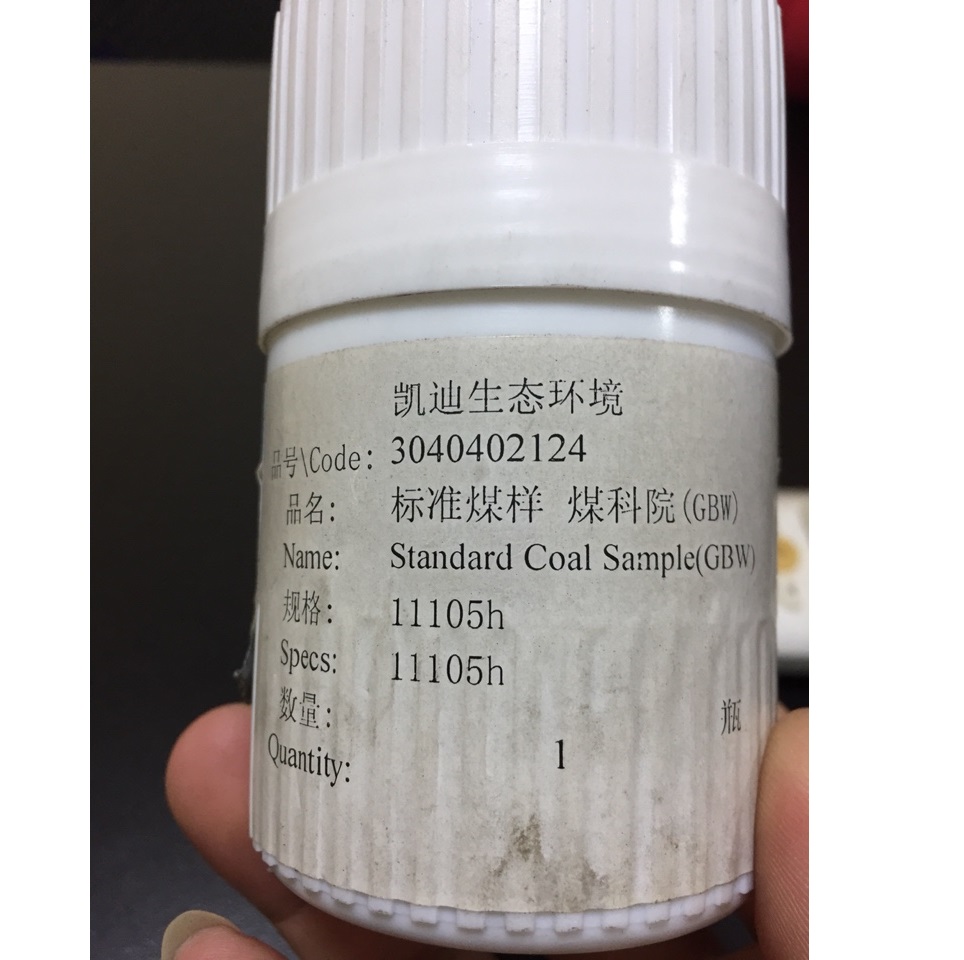 凯迪生态环境
品号\Code: 3040402124
品名: 标准煤样 煤科院(GBW)
Name: Standard Coal Sample(GBW)
规格: 11105h
Specs: 11105h
数量: 瓶
Quantity: 1